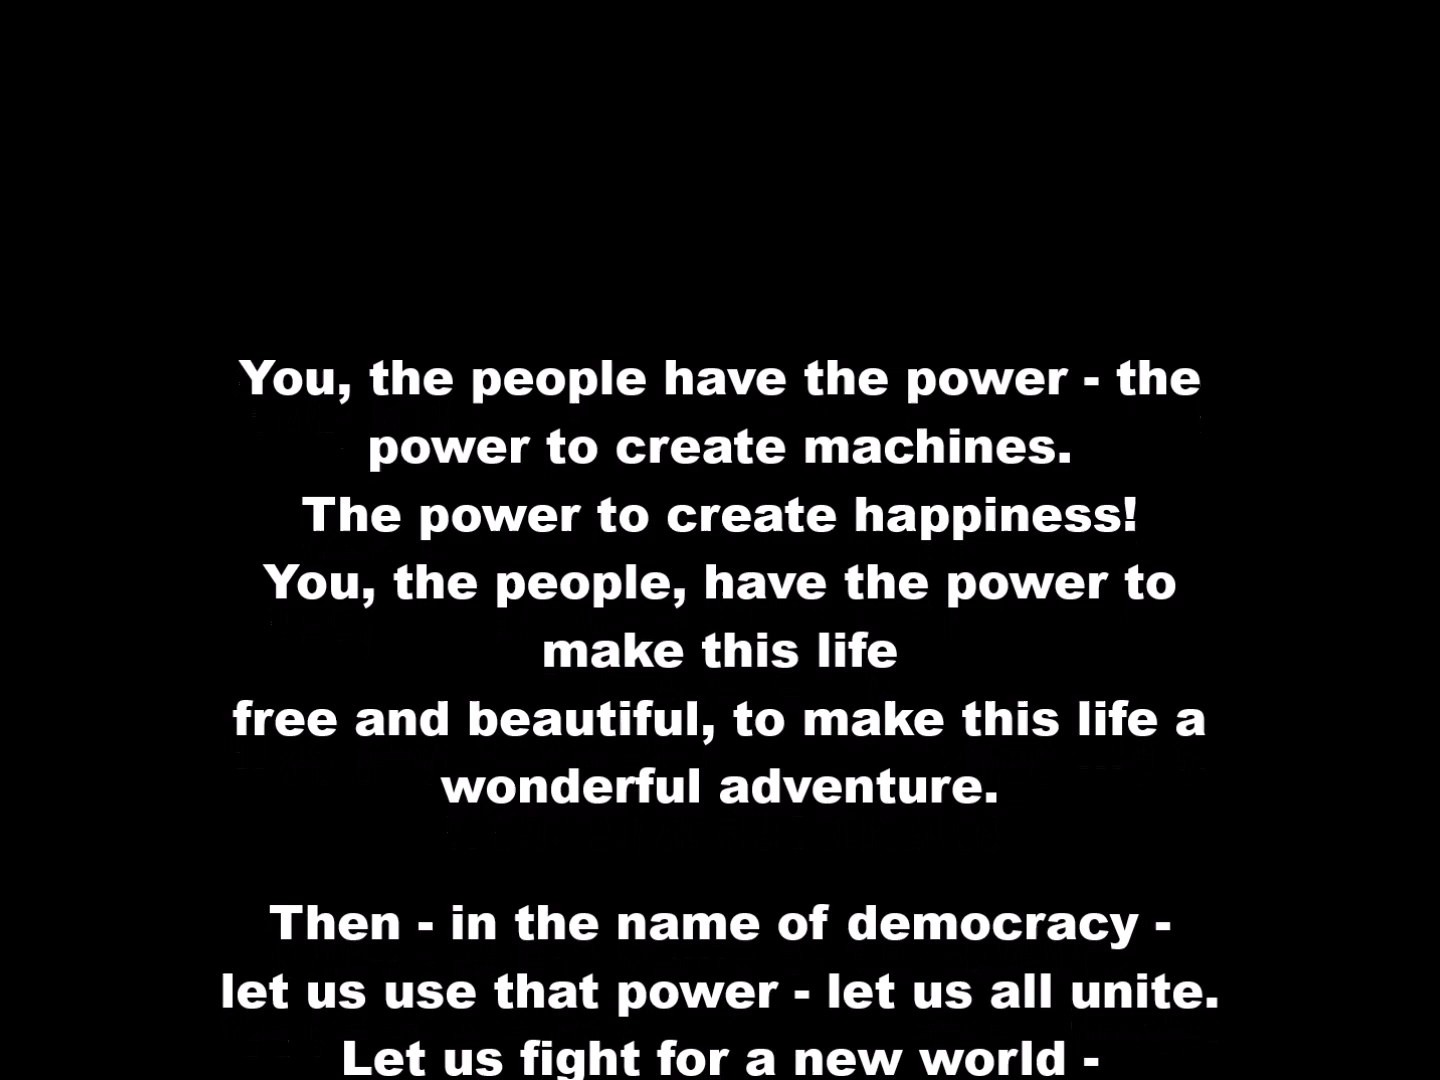 You, the people have the power - the
power to create machines.
The power to create happiness!
You, the people, have the power to
make this life
free and beautiful, to make this life a
wonderful adventure.
Then - in the name of democracy -
let us use that power - let us all unite.
Let us fight for a new world -